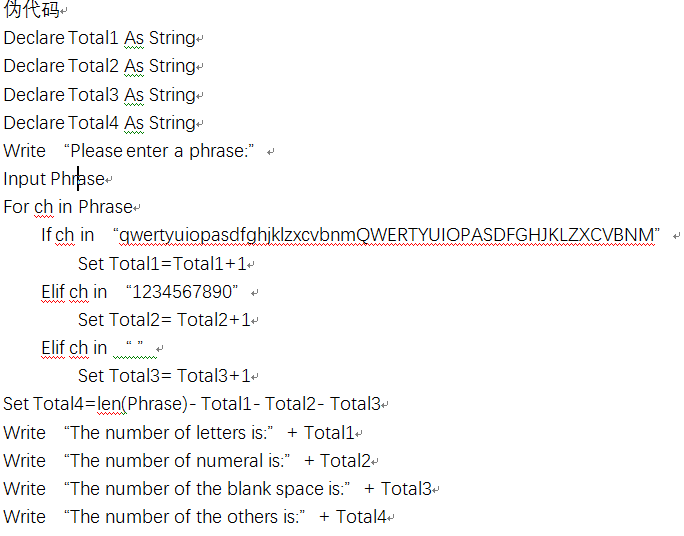 伪代码
Declare Total1 As String
Declare Total2 As String
Declare Total3 As String
Declare Total4 As String
Write “Please enter a phrase:”
Input Phrase
For ch in Phrase
If ch in “qwertyuiopasdfghjklzxcvbnmQWERTYUIOPASDFGHJKLZXCVBNM”
Set Total1=Total1+1
Elif ch in “1234567890”
Set Total2= Total2+1
Elif ch in “ ”
Set Total3= Total3+1
Set Total4=len(Phrase)- Total1- Total2- Total3
Write “The number of letters is:” + Total1
Write “The number of numeral is:” + Total2
Write “The number of the blank space is:” + Total3
Write “The number of the others is:” + Total4